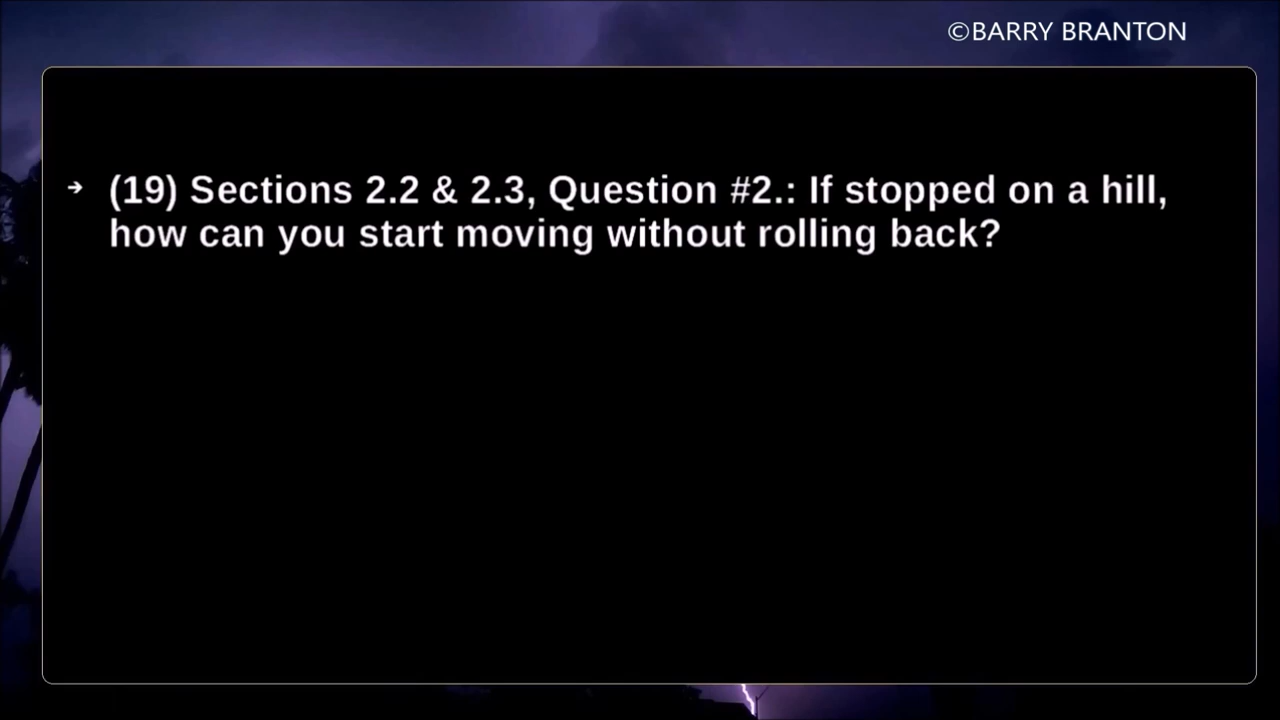 ©BARRY BRANTON
➔ (19) Sections 2.2 & 2.3, Question #2.: If stopped on a hill,
how can you start moving without rolling back?